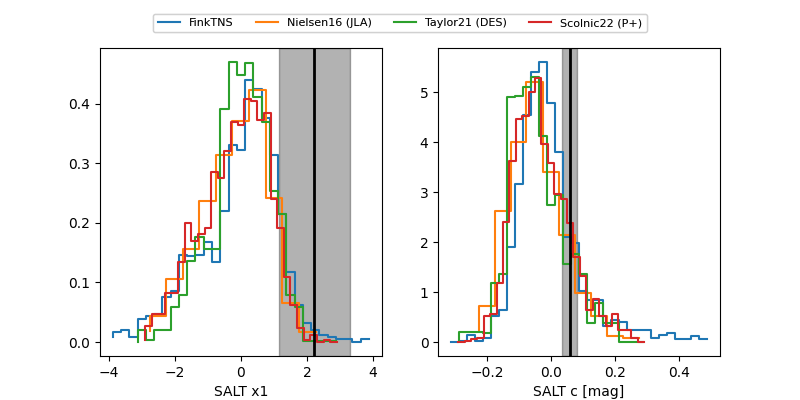 FinkTNS Nielsen16 (JLA) Taylor21 (DES) Scolnic22 (P+)
0.4
0.3
0.2
0.1
0.0
−4 −2 0 2 4
SALT x1
5
4
3
2
1
0
−0.2 0.0 0.2 0.4
SALT c [mag]